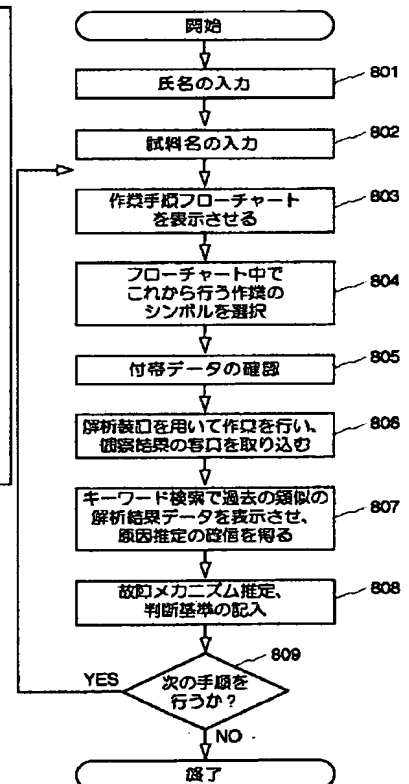 開始
氏名の入力
801
試料名の入力
802
作業手順フローチャート
を表示させる
803
フローチャート中で
これから行う作業の
シンボルを選択
804
付帯データの確認
805
解析装置を用いて作業を行い、
観察結果の写真を取り込む
806
キーワード検索で過去の類似の
解析結果データを表示させ、
原因推定の確信を得る
807
故障メカニズム推定、
判断基準の記入
808
809
次の手順を
行うか？
YES
NO
終了